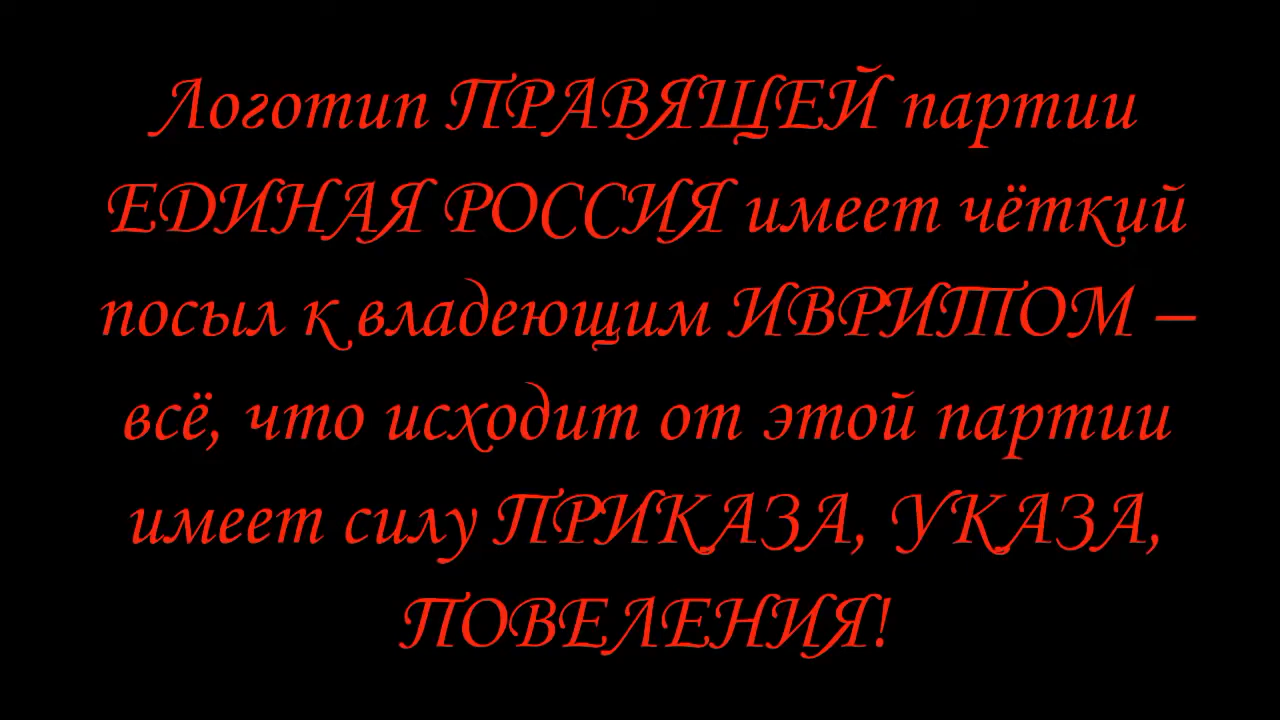 Логотип ПРАВЯЩЕЙ партии
ЕДИНАЯ РОССИЯ имеет чёткий
посыл к владеющим ИВРИТОМ –
всё, что исходит от этой партии
имеет силу ПРИКАЗА, УКАЗА,
ПОВЕЛЕНИЯ!